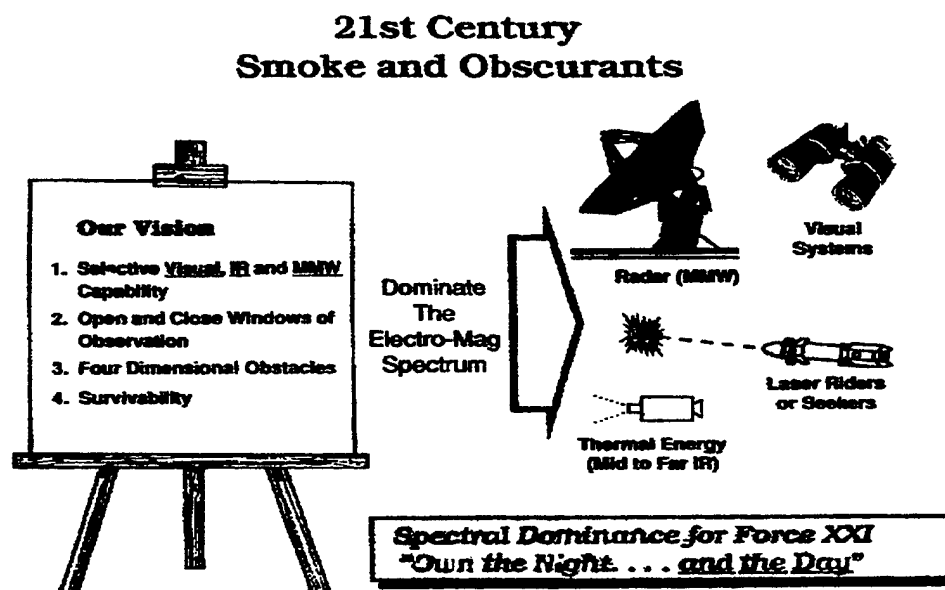 21st Century
Smoke and Obscurants
Our Vision
1. Selective Visual, IR and MMW
Capability
2. Open and Close Windows of
Observation
3. Four Dimensional Obstacles
4. Survivability
Dominate
The
Electro-Mag
Spectrum
Radar (MMW)
Visual
Systems
Laser Riders
or Seekers
Thermal Energy
(Mid to Far IR)
Spectral Dominance for Force XXI
"Own the Night. . . . and the Day"